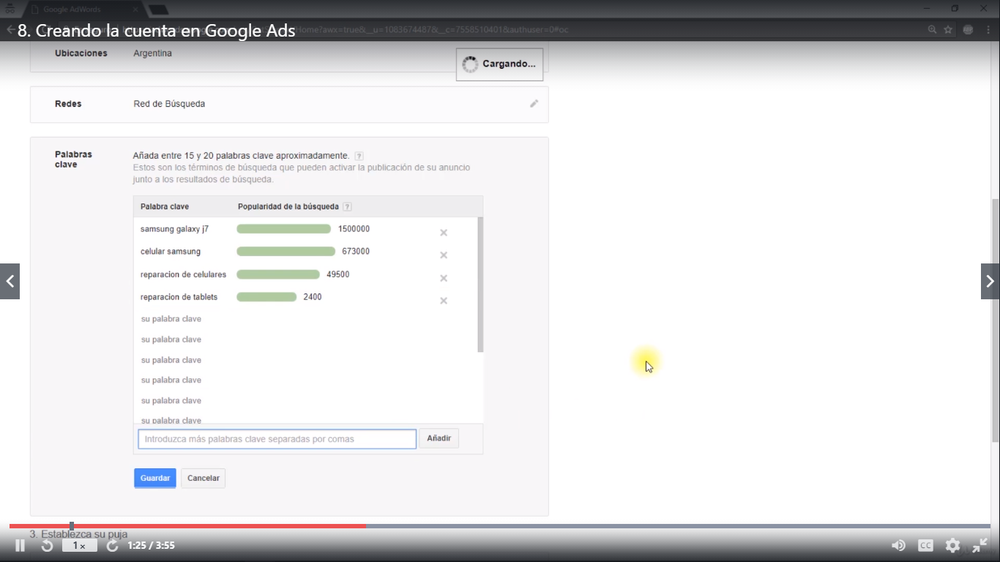 Google AdWords
8. Creando la cuenta en Google Ads
Home?awx=true&__u=1083674487&__c=7558510401&authuser=0#oc
Ubicaciones Argentina
Cargando...
Redes Red de Búsqueda
Palabras clave
Añada entre 15 y 20 palabras clave aproximadamente. ?
Estos son los términos de búsqueda que pueden activar la publicación de su anuncio
junto a los resultados de búsqueda.
Palabra clave Popularidad de la búsqueda ?
samsung galaxy j7 1500000
celular samsung 673000
reparacion de celulares 49500
reparacion de tablets 2400
su palabra clave
su palabra clave
su palabra clave
su palabra clave
su palabra clave
su palabra clave
Introduzca más palabras clave separadas por comas Añadir
Guardar Cancelar
3. Establezca su puja
1 x 1:25 / 3:55 CC